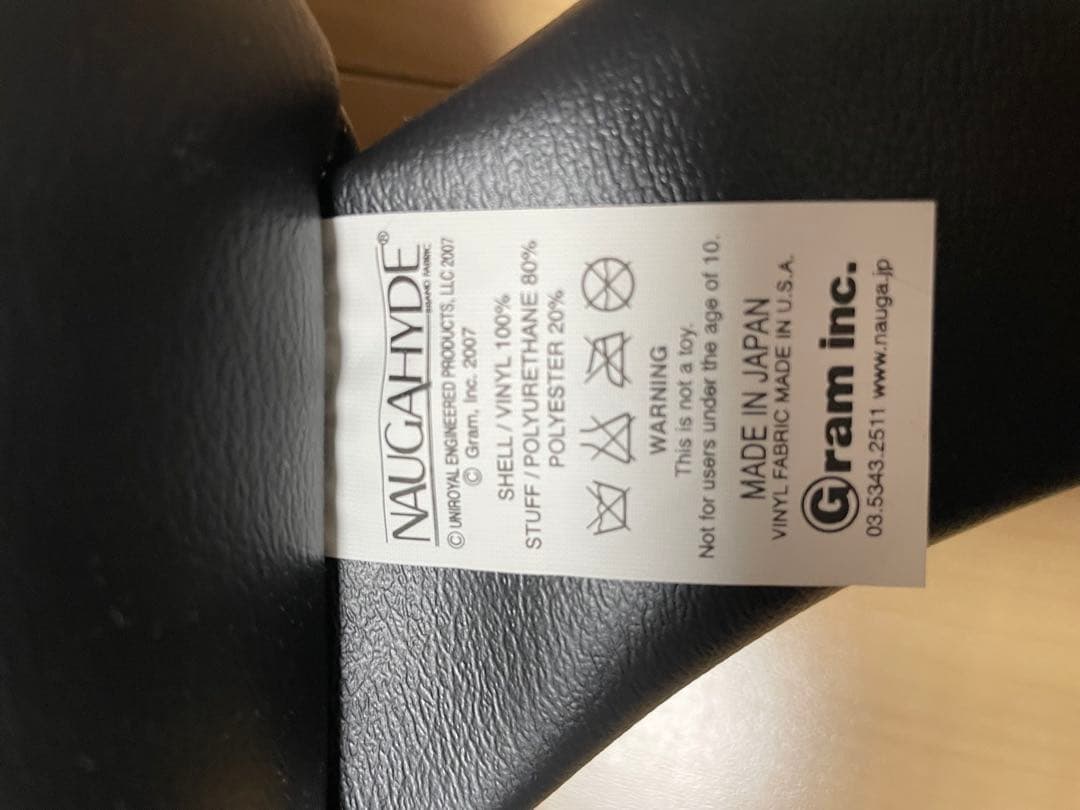 NAUGAHYDE®
BRAND FABRIC
© UNIROYAL ENGINEERED PRODUCTS, LLC 2007
© Gram, Inc. 2007
SHELL / VINYL 100%
STUFF / POLYURETHANE 80%
POLYESTER 20%
WARNING
This is not a toy.
Not for users under the age of 10.
MADE IN JAPAN
VINYL FABRIC MADE IN U.S.A.
Gram inc.
03.5343.2511 www.nauga.jp